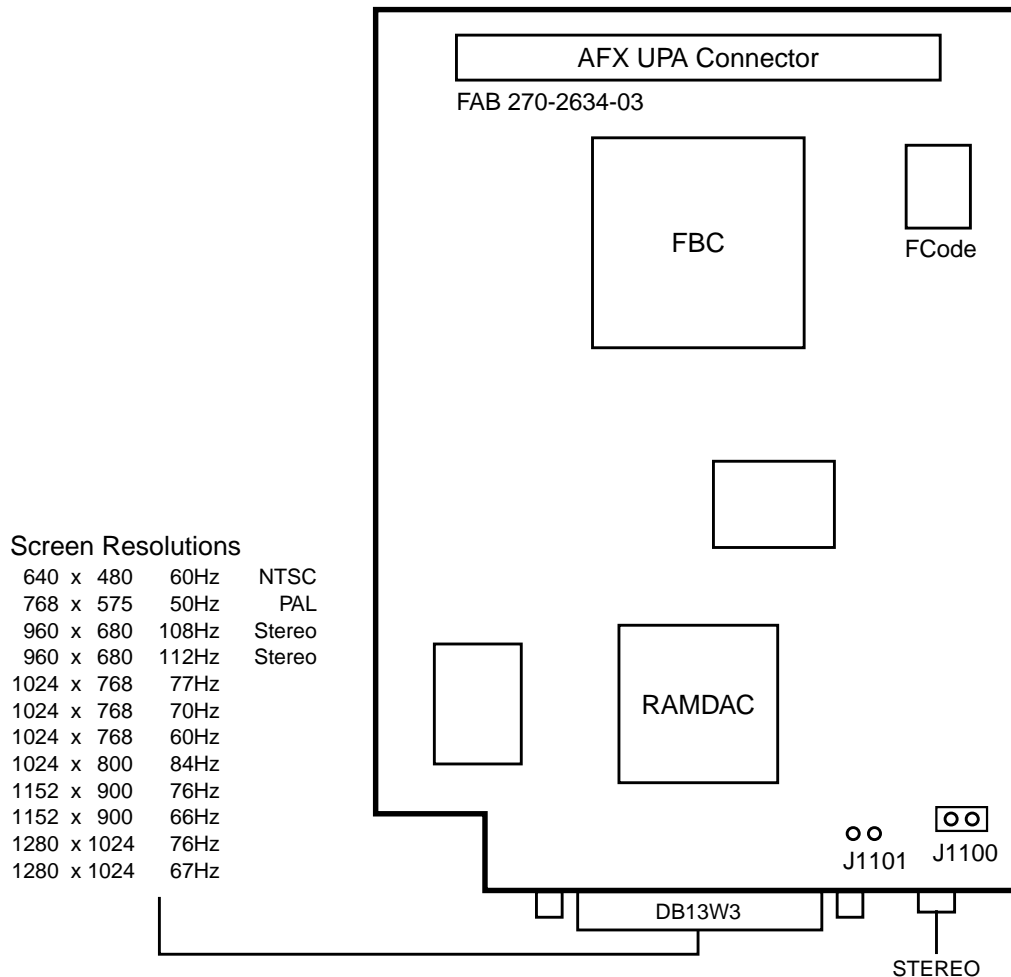 AFX UPA Connector
FAB 270-2634-03
FBC
FCode
Screen Resolutions
640 x 480 60Hz NTSC
768 x 575 50Hz PAL
960 x 680 108Hz Stereo
960 x 680 112Hz Stereo
1024 x 768 77Hz
1024 x 768 70Hz
1024 x 768 60Hz
1024 x 800 84Hz
1152 x 900 76Hz
1152 x 900 66Hz
1280 x 1024 76Hz
1280 x 1024 67Hz
RAMDAC
J1101
J1100
DB13W3
STEREO